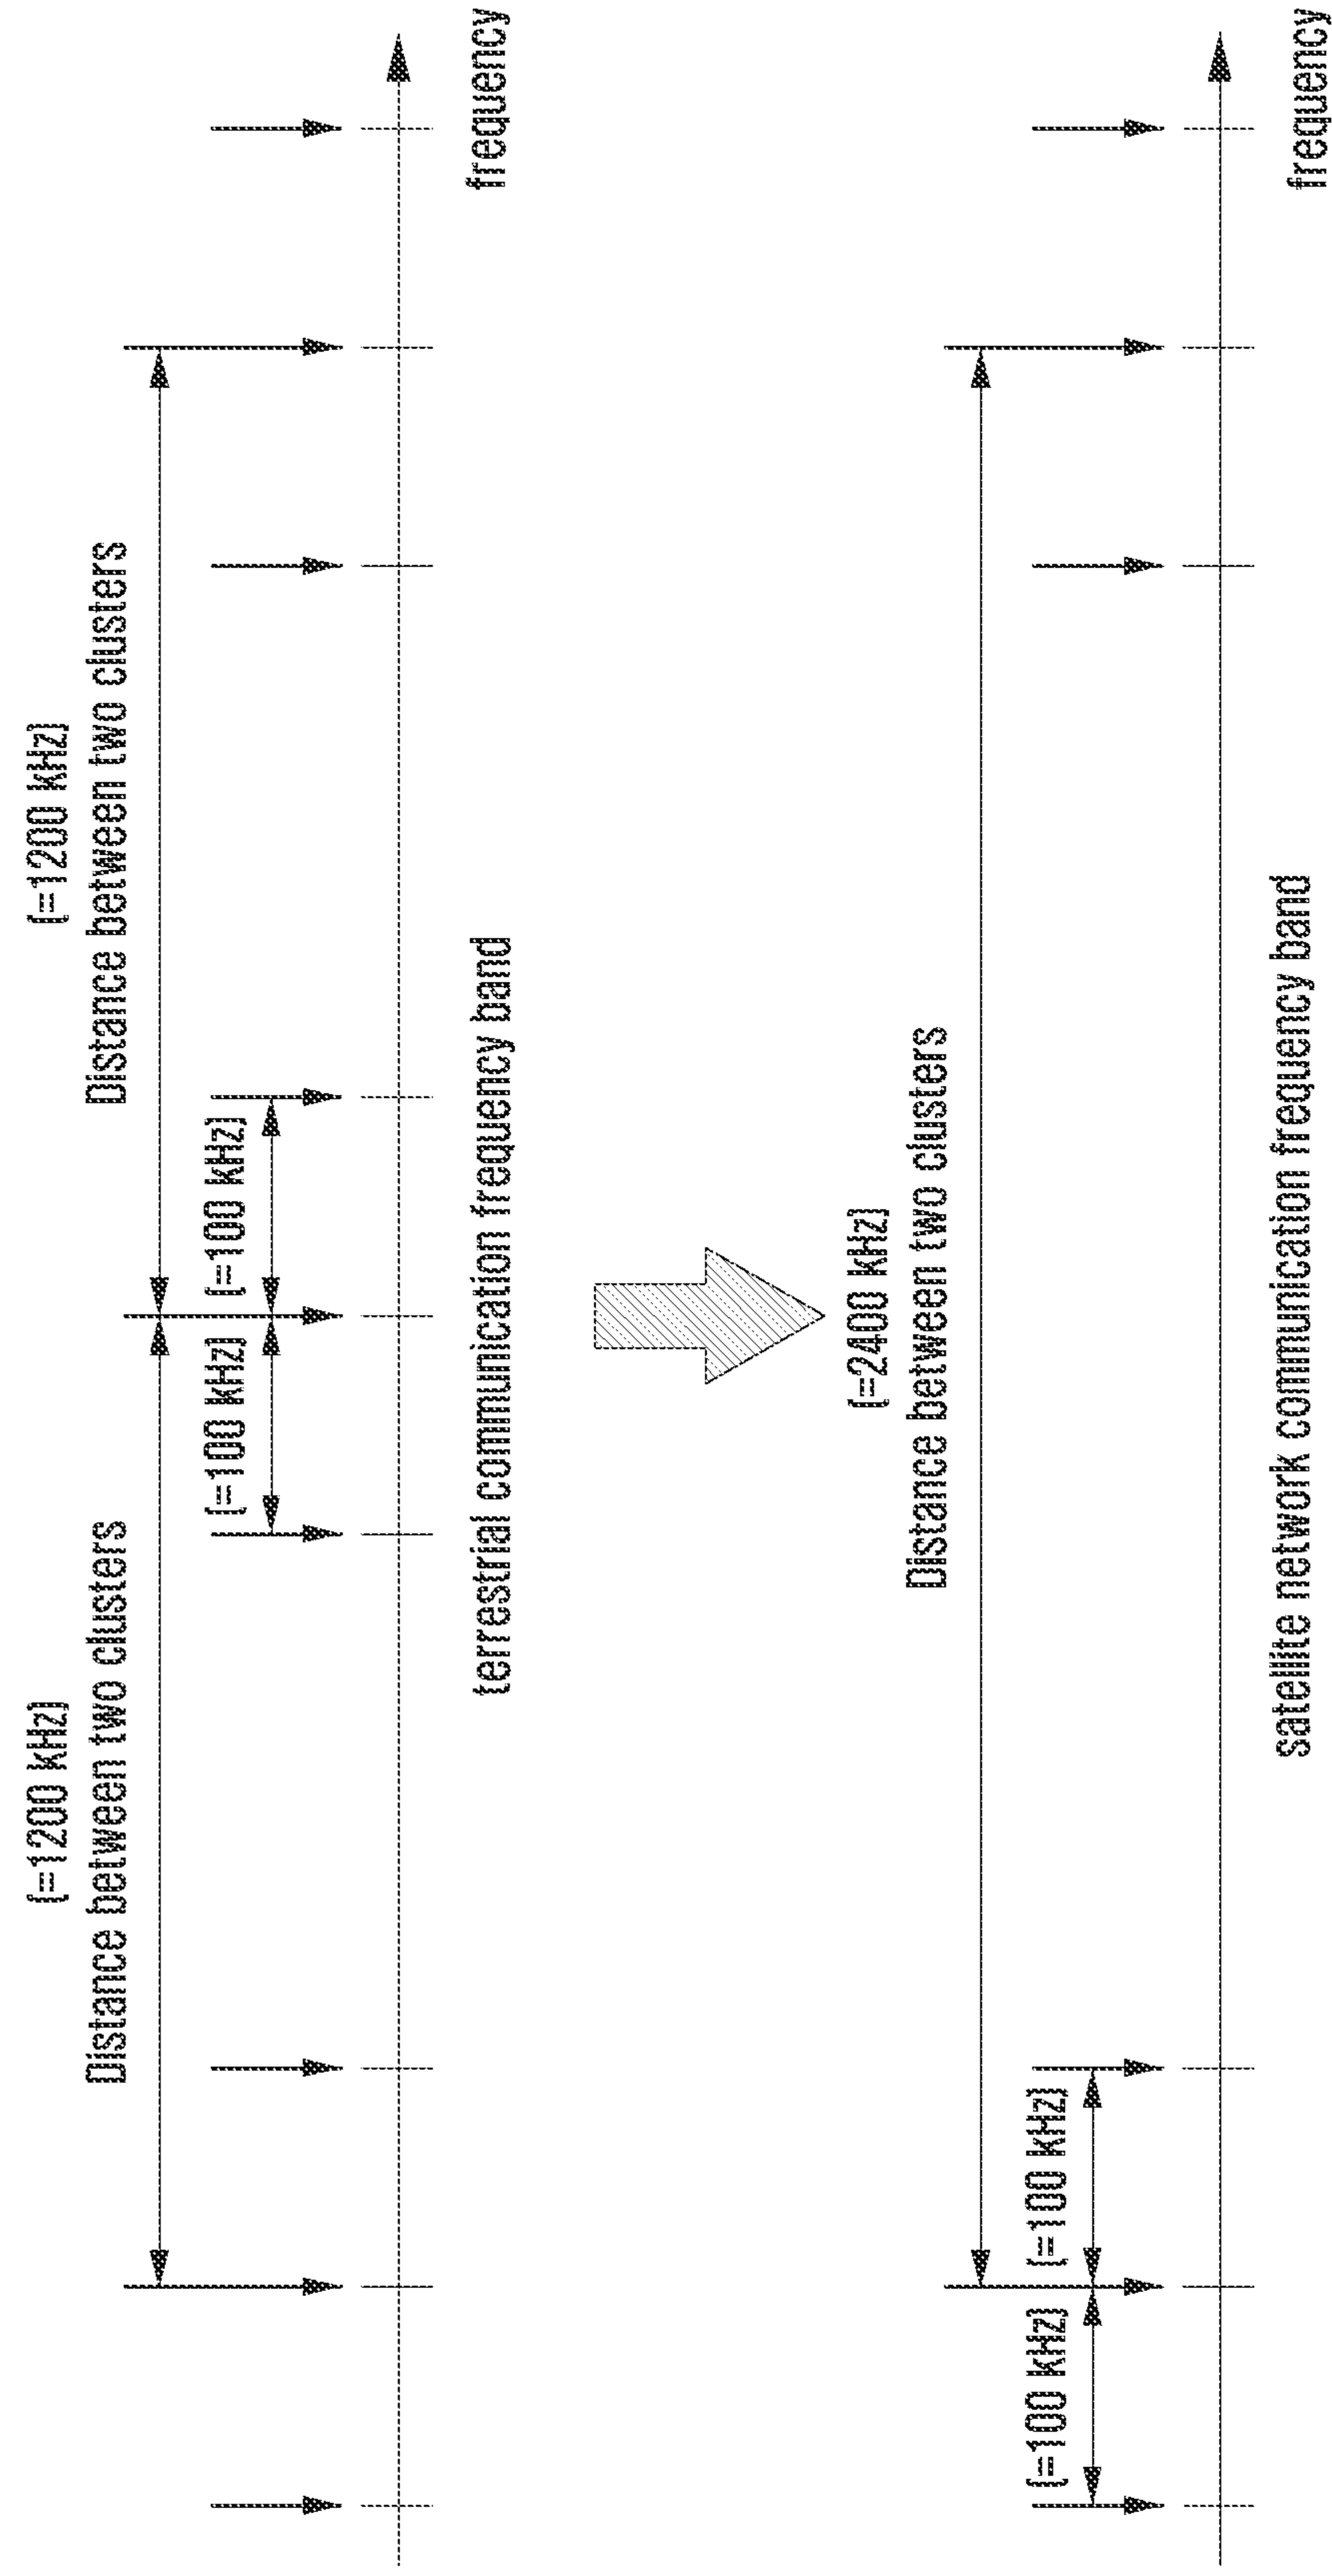 (=1200 kHz)
Distance between two clusters
(=1200 kHz)
Distance between two clusters
(=100 kHz)
(=100 kHz)
frequency
terrestrial communication frequency band
(=2400 kHz)
Distance between two clusters
(=100 kHz)
(=100 kHz)
frequency
satellite network communication frequency band